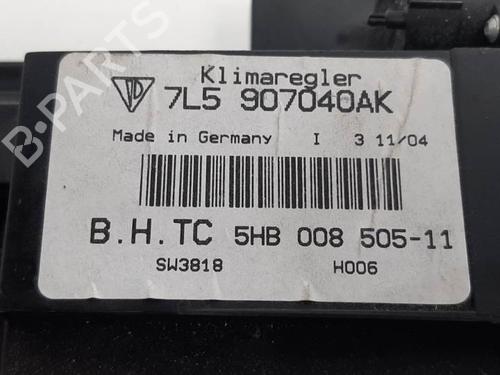 Klimaregler
7L5 907040AK
Made in Germany I 3 11/04
B.H.TC 5HB 008 505-11
SW3818 H006
B-PARTS